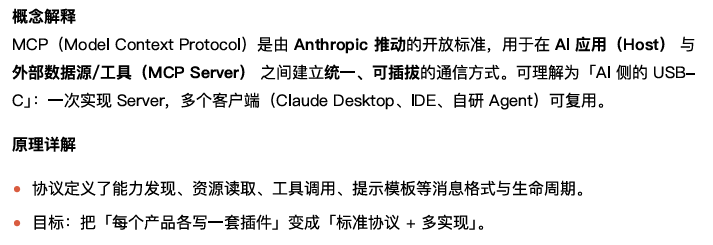 概念解释
MCP（Model Context Protocol）是由 Anthropic 推动的开放标准，用于在 AI 应用（Host） 与
外部数据源/工具（MCP Server） 之间建立统一、可插拔的通信方式。可理解为「AI 侧的 USB-
C」：一次实现 Server，多个客户端（Claude Desktop、IDE、自研 Agent）可复用。
原理详解
• 协议定义了能力发现、资源读取、工具调用、提示模板等消息格式与生命周期。
• 目标：把「每个产品各写一套插件」变成「标准协议 + 多实现」。